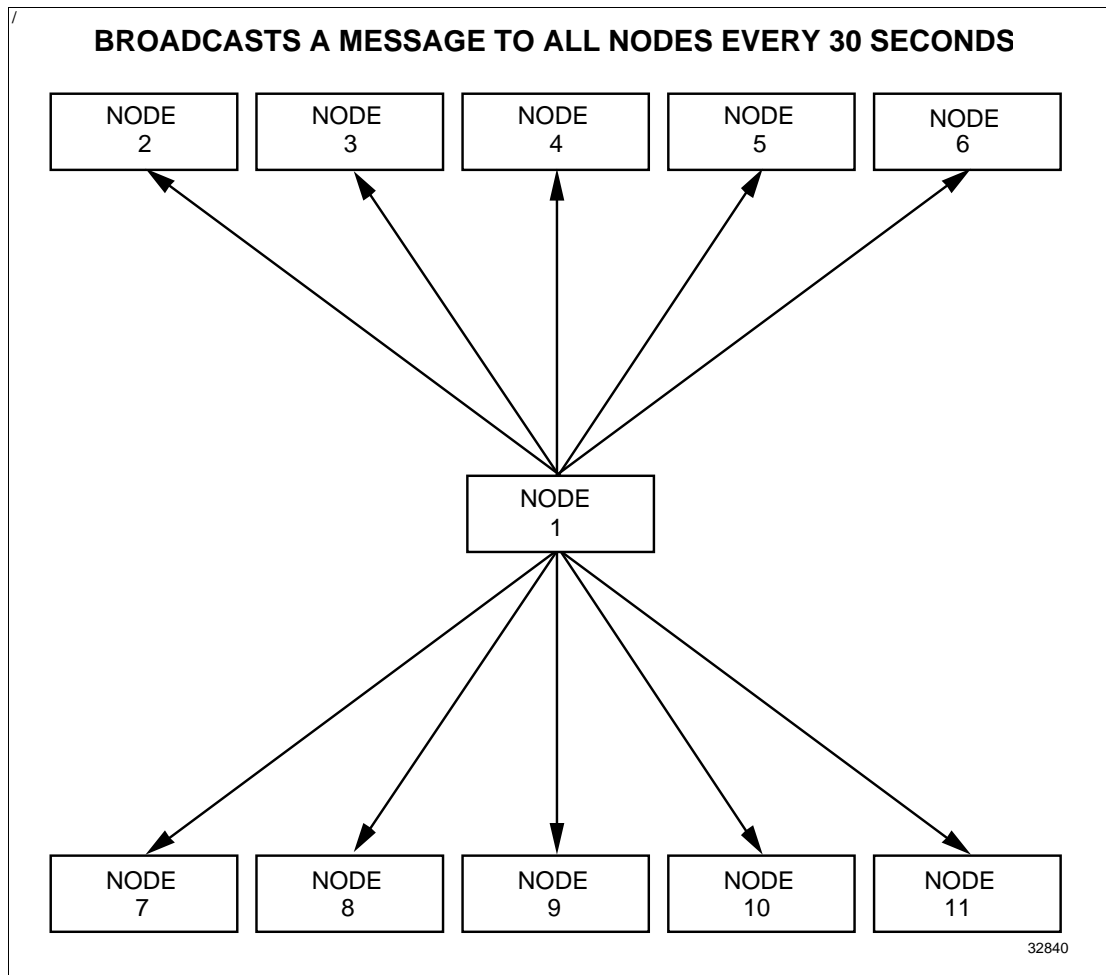 /
BROADCASTS A MESSAGE TO ALL NODES EVERY 30 SECONDS
NODE
2
NODE
3
NODE
4
NODE
5
NODE
6
NODE
1
NODE
7
NODE
8
NODE
9
NODE
10
NODE
11
32840